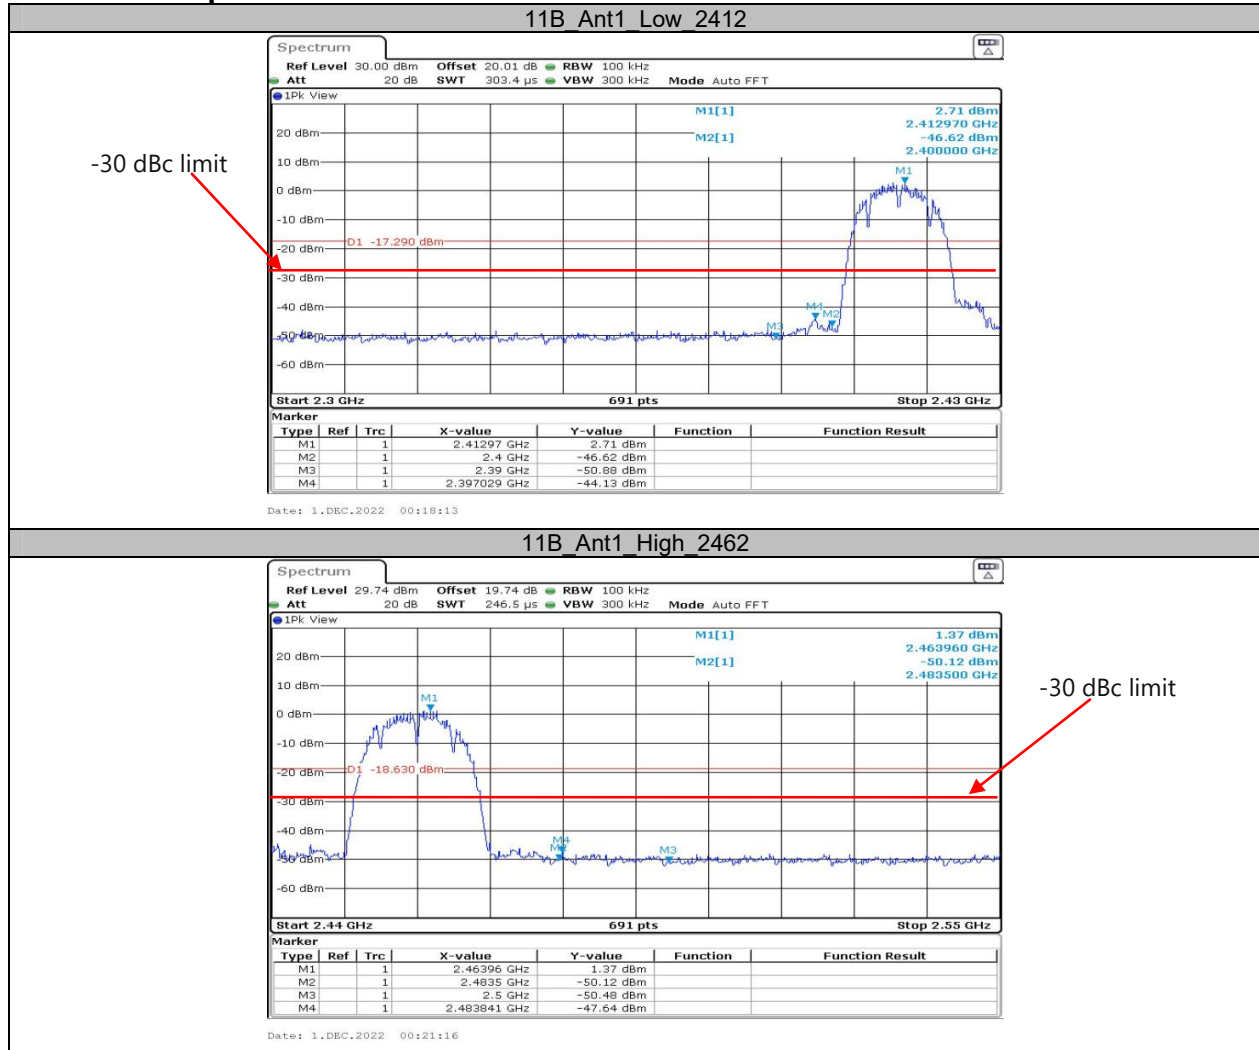 11B_Ant1_Low_2412
Spectrum
Ref Level 30.00 dBm Offset 20.01 dB RBW 100 kHz
Att 20 dB SWT 303.4 µs VBW 300 kHz Mode Auto FFT
1Pk View
M1[1] 2.71 dBm
2.412970 GHz
20 dBm
M2[1] -46.62 dBm
2.400000 GHz
-30 dBc limit
10 dBm
M1
0 dBm
-10 dBm
D1 -17.290 dBm
-20 dBm
-30 dBm
-40 dBm
M4
M2
M3
-50 dBm
-60 dBm
Start 2.3 GHz 691 pts Stop 2.43 GHz
Marker
Type Ref Trc X-value Y-value Function Function Result
M1 1 2.41297 GHz 2.71 dBm
M2 1 2.4 GHz -46.62 dBm
M3 1 2.39 GHz -50.88 dBm
M4 1 2.397029 GHz -44.13 dBm
Date: 1.DEC.2022 00:18:13
11B_Ant1_High_2462
Spectrum
Ref Level 29.74 dBm Offset 19.74 dB RBW 100 kHz
Att 20 dB SWT 246.5 µs VBW 300 kHz Mode Auto FFT
1Pk View
M1[1] 1.37 dBm
2.463960 GHz
20 dBm
M2[1] -50.12 dBm
2.483500 GHz
-30 dBc limit
10 dBm
M1
0 dBm
-10 dBm
D1 -18.630 dBm
-20 dBm
-30 dBm
-40 dBm
M4
M2
M3
-50 dBm
-60 dBm
Start 2.44 GHz 691 pts Stop 2.55 GHz
Marker
Type Ref Trc X-value Y-value Function Function Result
M1 1 2.46396 GHz 1.37 dBm
M2 1 2.4835 GHz -50.12 dBm
M3 1 2.5 GHz -50.48 dBm
M4 1 2.483841 GHz -47.64 dBm
Date: 1.DEC.2022 00:21:16